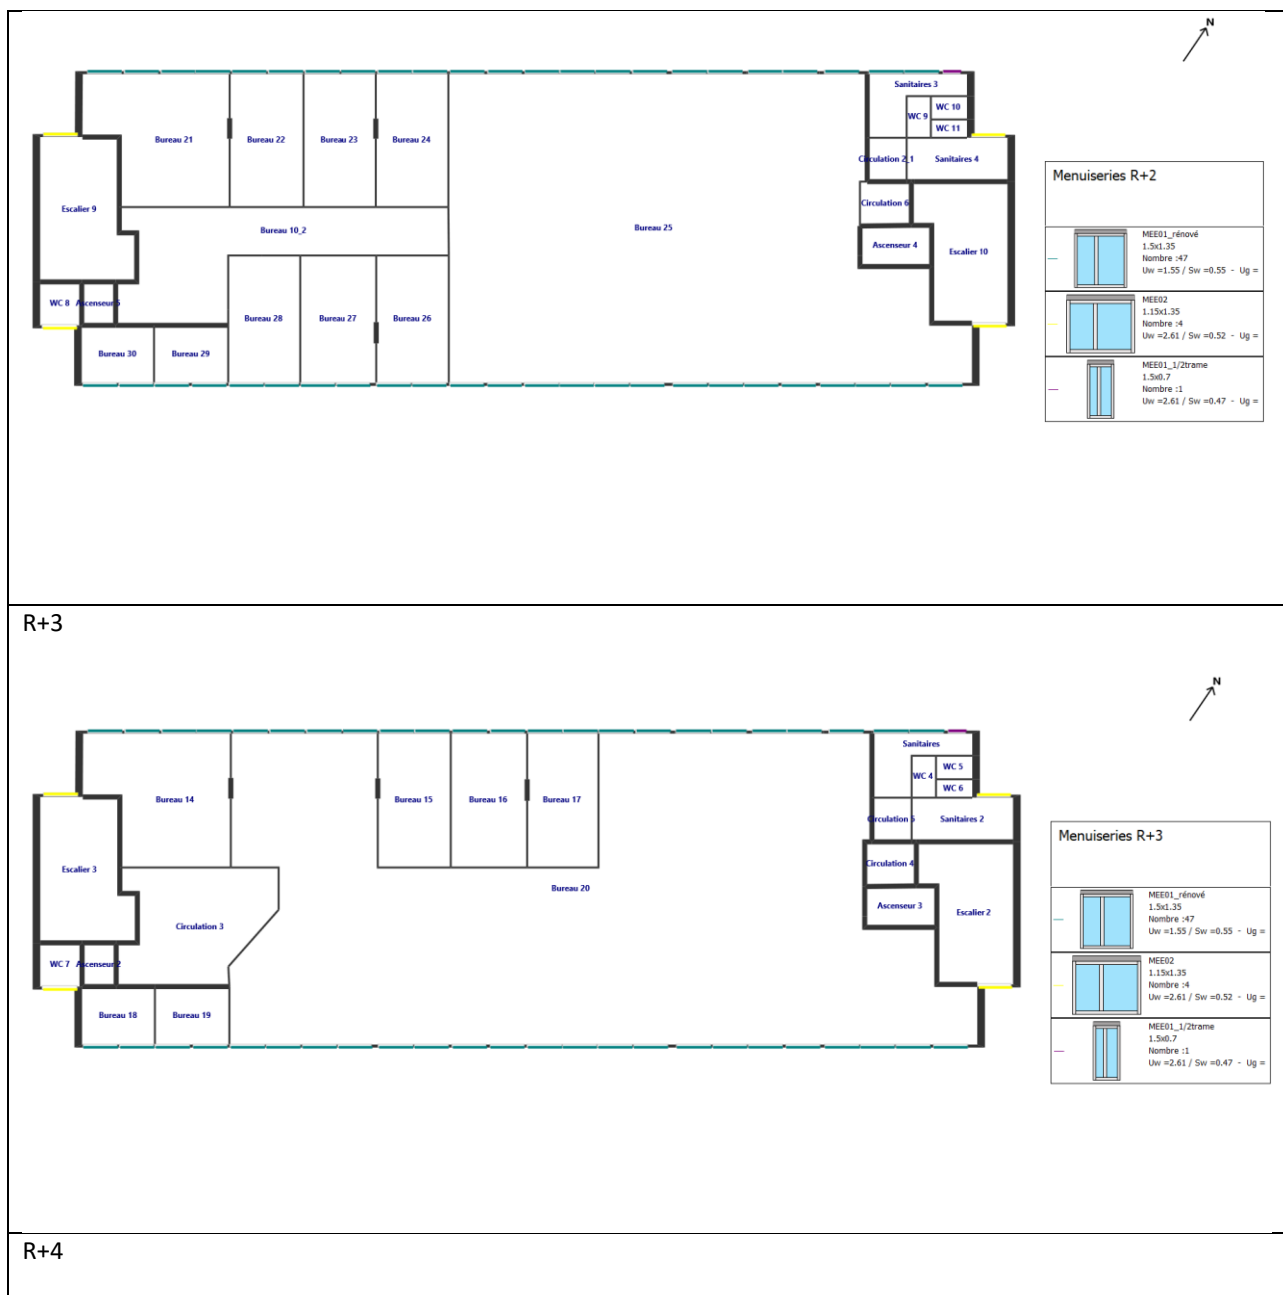 N
Sanitaires 3
WC 10
WC 9
WC 11
Bureau 21
Bureau 22
Bureau 23
Bureau 24
Circulation 2_1
Sanitaires 4
Escalier 9
Circulation 6
Bureau 10_2
Bureau 25
Ascenseur 4
Escalier 10
WC 8
Ascenseur 5
Bureau 28
Bureau 27
Bureau 26
Bureau 30
Bureau 29
Menuiseries R+2
MEE01_rénové
1.5x1.35
Nombre :47
Uw =1.55 / Sw =0.55 - Ug =
MEE02
1.15x1.35
Nombre :4
Uw =2.61 / Sw =0.52 - Ug =
MEE01_1/2trame
1.5x0.7
Nombre :1
Uw =2.61 / Sw =0.47 - Ug =
R+3
N
Sanitaires
WC 5
WC 4
WC 6
Bureau 14
Bureau 15
Bureau 16
Bureau 17
Circulation 5
Sanitaires 2
Escalier 3
Circulation 4
Bureau 20
Ascenseur 3
Escalier 2
Circulation 3
WC 7
Ascenseur 2
Bureau 18
Bureau 19
Menuiseries R+3
MEE01_rénové
1.5x1.35
Nombre :47
Uw =1.55 / Sw =0.55 - Ug =
MEE02
1.15x1.35
Nombre :4
Uw =2.61 / Sw =0.52 - Ug =
MEE01_1/2trame
1.5x0.7
Nombre :1
Uw =2.61 / Sw =0.47 - Ug =
R+4